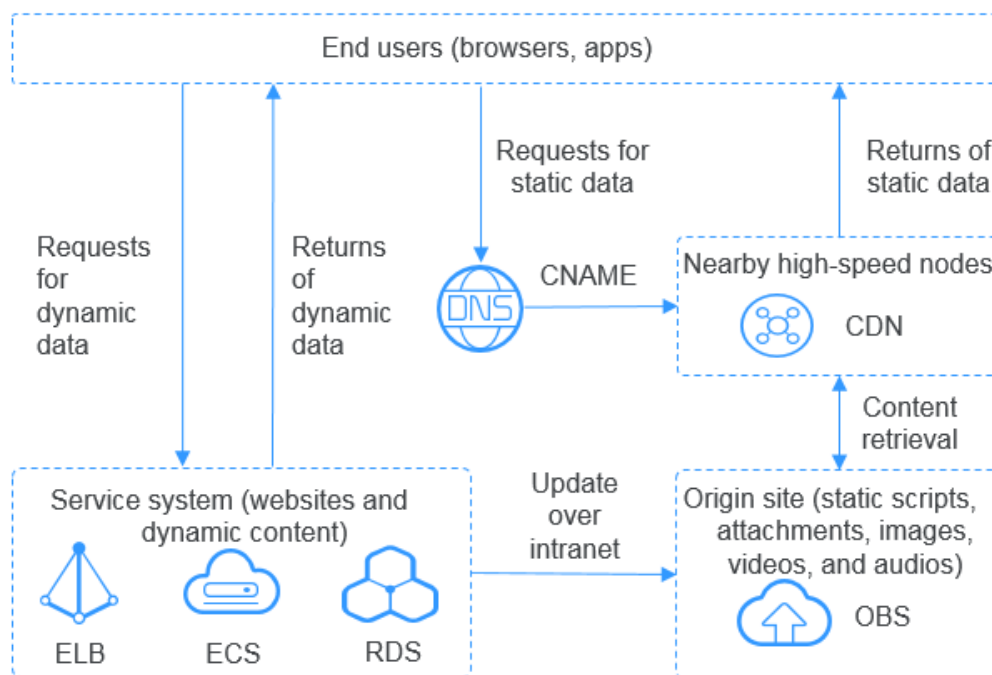 End users (browsers, apps)
Requests for
static data
Returns of
static data
Requests
for
dynamic
data
Returns
of
dynamic
data
DNS
CNAME
Nearby high-speed nodes
CDN
Content
retrieval
Service system (websites and
dynamic content)
ELB
ECS
RDS
Update
over
intranet
Origin site (static scripts,
attachments, images,
videos, and audios)
OBS